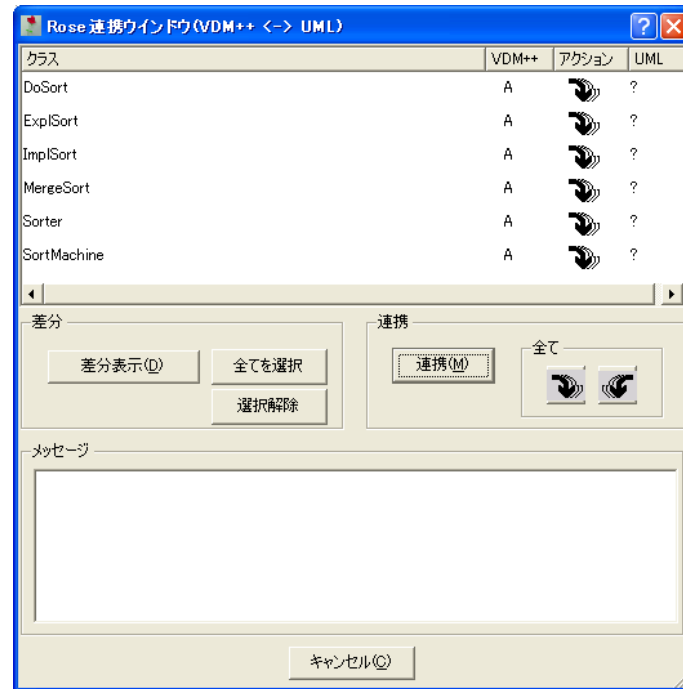 Rose 連携ウインドウ(VDM++ <-> UML)
クラス VDM++ アクション UML
DoSort A ?
ExplSort A ?
ImplSort A ?
MergeSort A ?
Sorter A ?
SortMachine A ?
差分
差分表示(D)
全てを選択
選択解除
連携
連携(M)
全て
メッセージ
キャンセル(C)